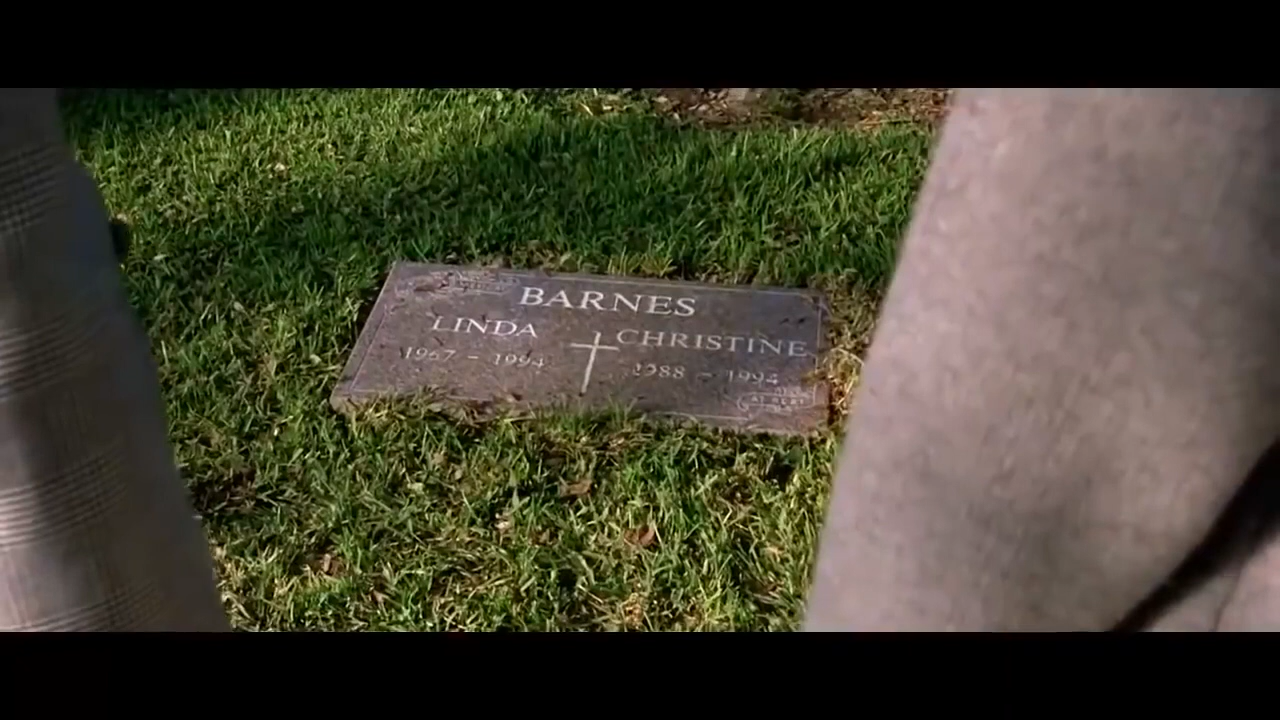 BARNES
LINDA
CHRISTINE
1967 - 1994
1988 - 1994